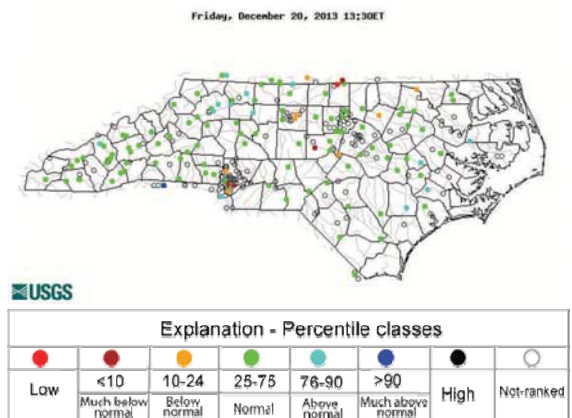 Friday, December 20, 2013 13:30ET
USGS
Explanation - Percentile classes
Low
<10
10-24
25-75
76-90
>90
High
Not-ranked
Much below normal
Below normal
Normal
Above normal
Much above normal